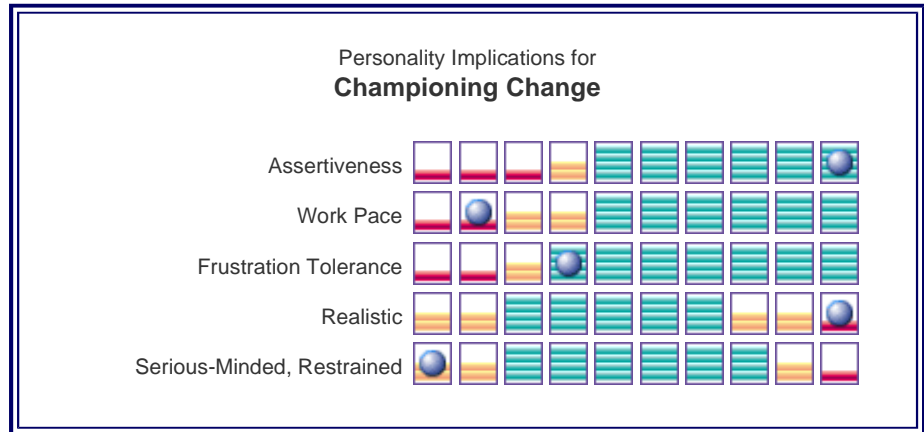 Personality Implications for
Championing Change
Assertiveness
Work Pace
Frustration Tolerance
Realistic
Serious-Minded, Restrained